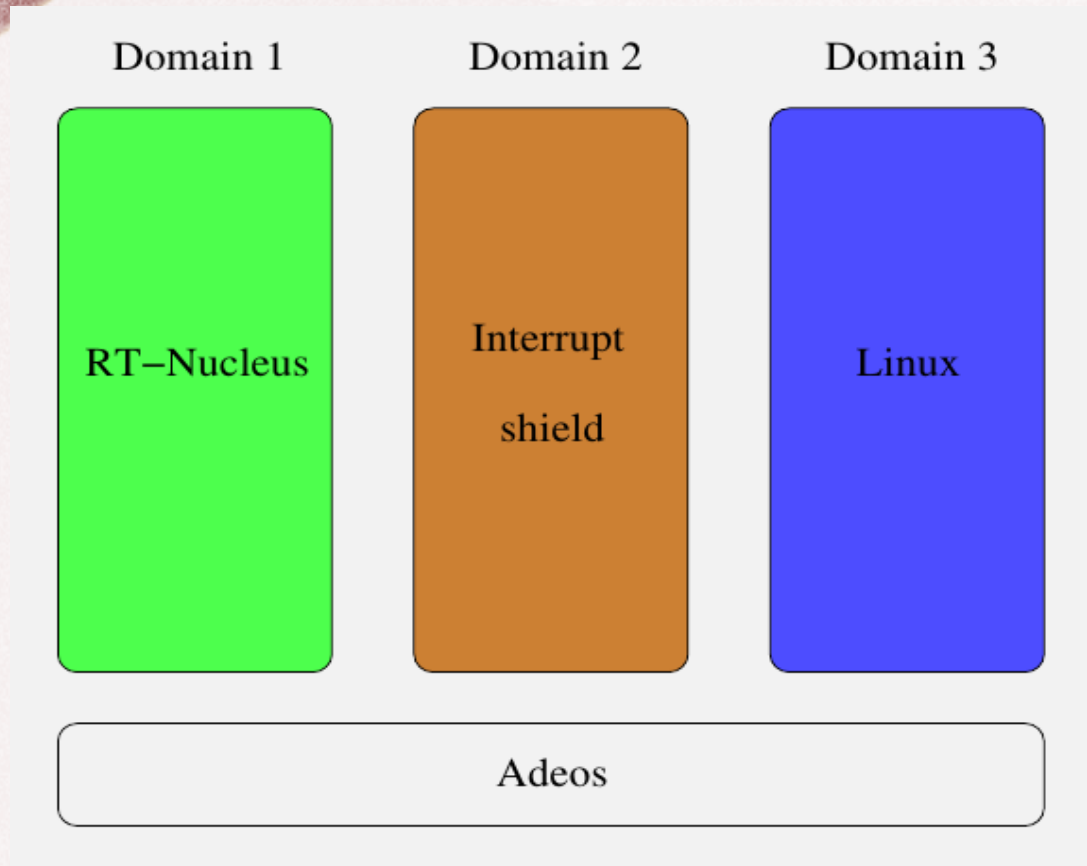 Domain 1
Domain 2
Domain 3
RT−Nucleus
Interrupt
shield
Linux
Adeos